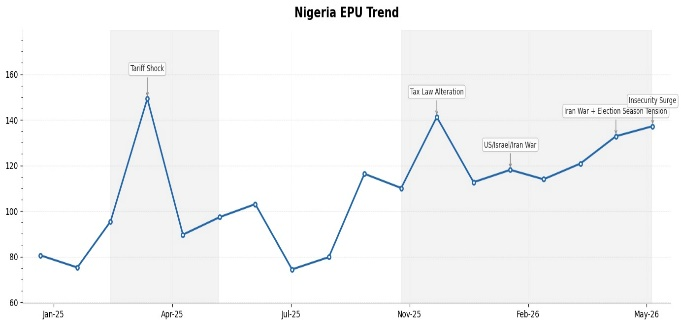 Nigeria EPU Trend
160
140
120
100
80
60
Tariff Shock
Tax Law Alteration
US/Israel/Iran War
Insecurity Surge
Iran War + Election Season Tension
Jan-25
Apr-25
Jul-25
Nov-25
Feb-26
May-26